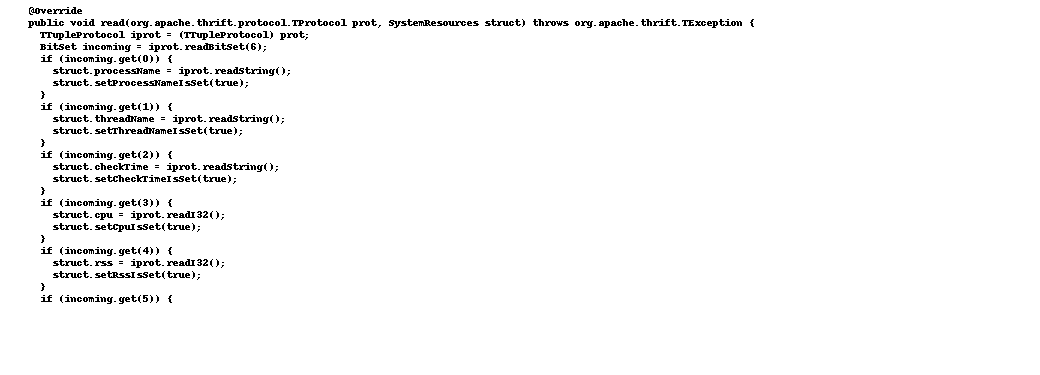 @Override
public void read(org.apache.thrift.protocol.TProtocol prot, SystemResources struct) throws org.apache.thrift.TException {
TTupleProtocol iprot = (TTupleProtocol) prot;
BitSet incoming = iprot.readBitSet(6);
if (incoming.get(0)) {
struct.processName = iprot.readString();
struct.setProcessNameIsSet(true);
}
if (incoming.get(1)) {
struct.threadName = iprot.readString();
struct.setThreadNameIsSet(true);
}
if (incoming.get(2)) {
struct.checkTime = iprot.readString();
struct.setCheckTimeIsSet(true);
}
if (incoming.get(3)) {
struct.cpu = iprot.readI32();
struct.setCpuIsSet(true);
}
if (incoming.get(4)) {
struct.rss = iprot.readI32();
struct.setRssIsSet(true);
}
if (incoming.get(5)) {